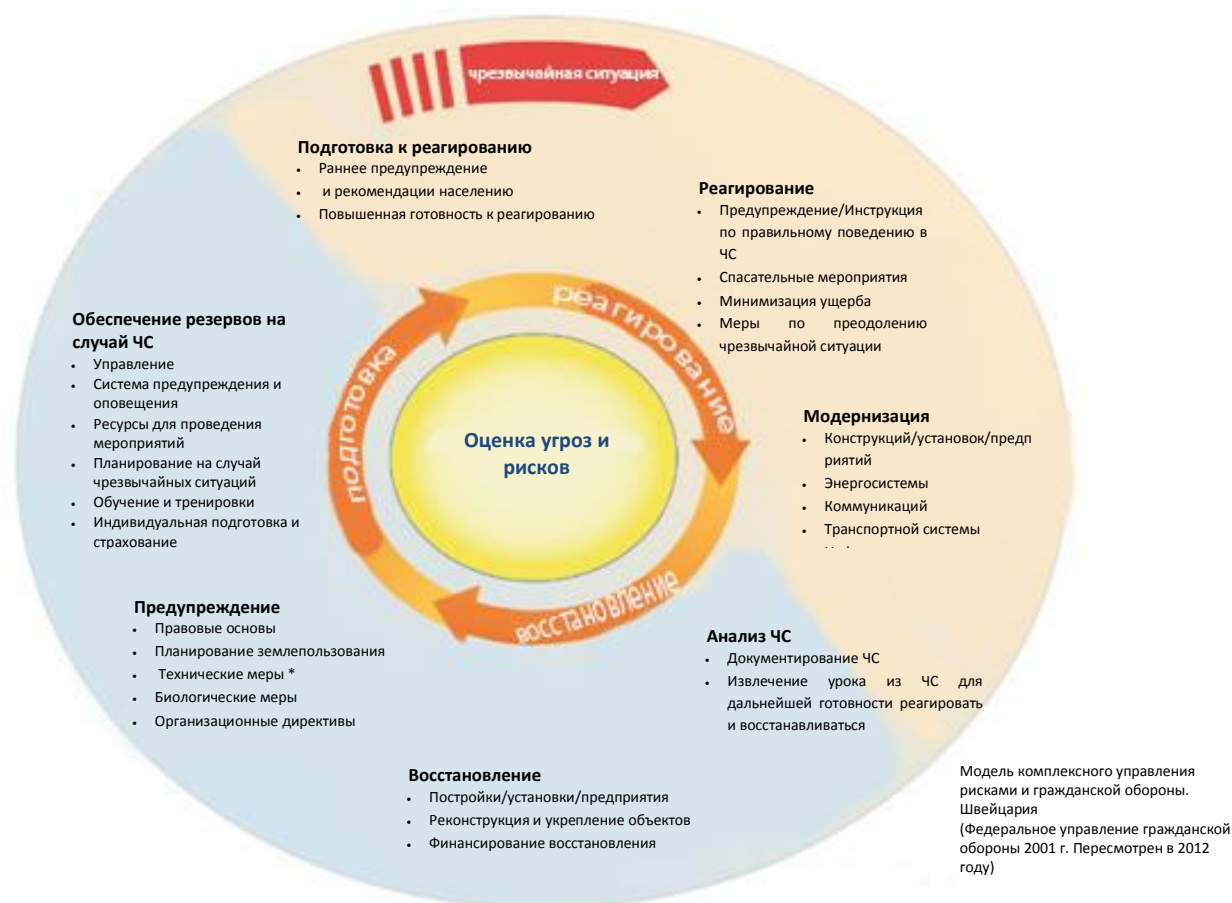 чрезвычайная ситуация
Подготовка к реагированию
• Раннее предупреждение
• и рекомендации населению
• Повышенная готовность к реагированию
Реагирование
• Предупреждение/Инструкция
по правильному поведению в
ЧС
• Спасательные мероприятия
• Минимизация ущерба
• Меры по преодолению
чрезвычайной ситуации
Модернизация
• Конструкций/установок/предп
риятий
• Энергосистемы
• Коммуникаций
• Транспортной системы
Анализ ЧС
• Документирование ЧС
• Извлечение урока из ЧС для
дальнейшей готовности реагировать
и восстанавливаться
Восстановление
• Постройки/установки/предприятия
• Реконструкция и укрепление объектов
• Финансирование восстановления
Предупреждение
• Правовые основы
• Планирование землепользования
• Технические меры *
• Биологические меры
• Организационные директивы
Обеспечение резервов на
случай ЧС
• Управление
• Система предупреждения и
оповещения
• Ресурсы для проведения
мероприятий
• Планирование на случай
чрезвычайных ситуаций
• Обучение и тренировки
• Индивидуальная подготовка и
страхование
подготовка
реагирование
восстановление
Оценка угроз и
рисков
Модель комплексного управления
рисками и гражданской обороны.
Швейцария
(Федеральное управление гражданской
обороны 2001 г. Пересмотрен в 2012
году)